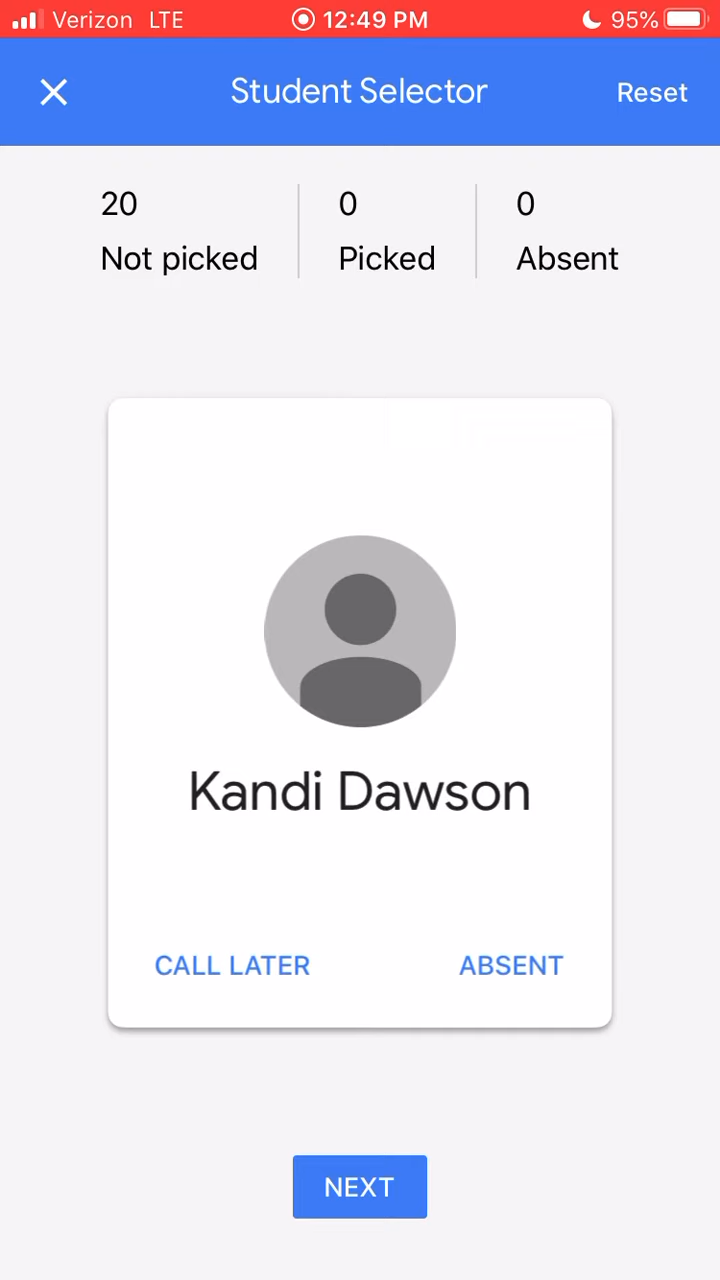 Verizon LTE 12:49 PM 95%
Student Selector Reset
20 0 0
Not picked Picked Absent
Kandi Dawson
CALL LATER ABSENT
NEXT